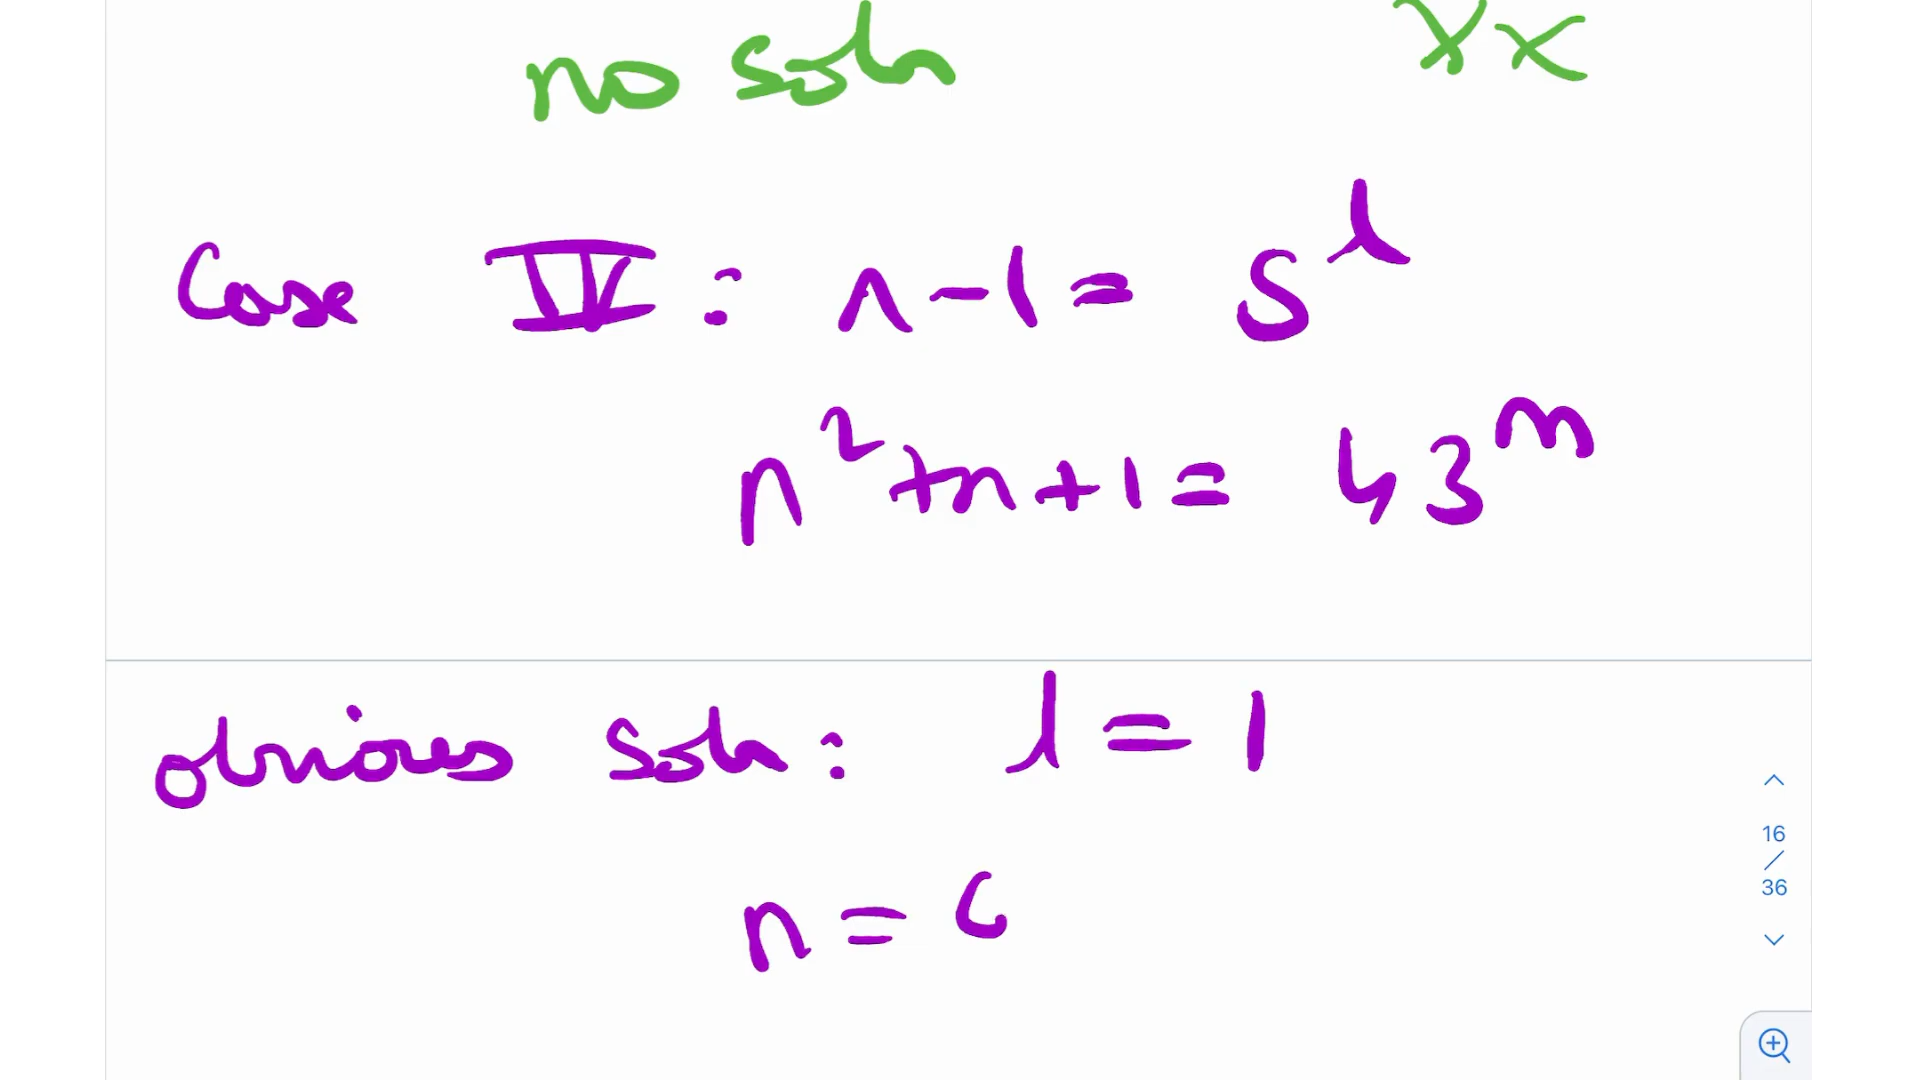 no soln
Case IV: n-1 = 5^l
n^2+n+1 = 43^m
obvious soln: l = 1
n = 6
16
/
36